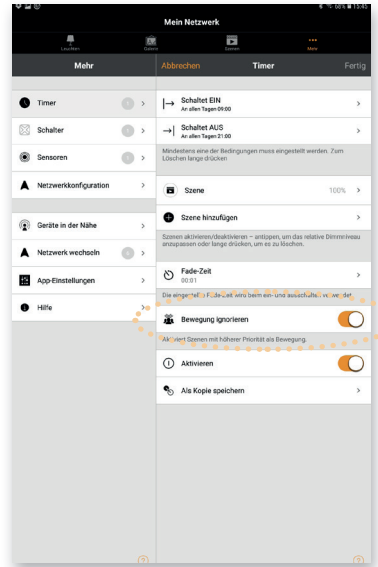 68% 15:45
Mein Netzwerk
Leuchten
Galerie
Szenen
Mehr
Mehr
Timer
Schalter
Sensoren
Netzwerkkonfiguration
Geräte in der Nähe
Netzwerk wechseln
App-Einstellungen
Hilfe
?
Abbrechen Timer Fertig
Schaltet EIN
An allen Tagen 09:00
Schaltet AUS
An allen Tagen 21:00
Mindestens eine der Bedingungen muss eingestellt werden. Zum
Löschen lange drücken
Szene 100%
Szene hinzufügen
Szenen aktivieren/deaktivieren – antippen, um das relative Dimmniveau
anzupassen oder lange drücken, um es zu löschen.
Fade-Zeit
00:01
Die eingestellte Fade-Zeit wird beim ein- und ausschalten verwendet.
Bewegung ignorieren
Aktiviert Szenen mit höherer Priorität als Bewegung.
Aktivieren
Als Kopie speichern
?